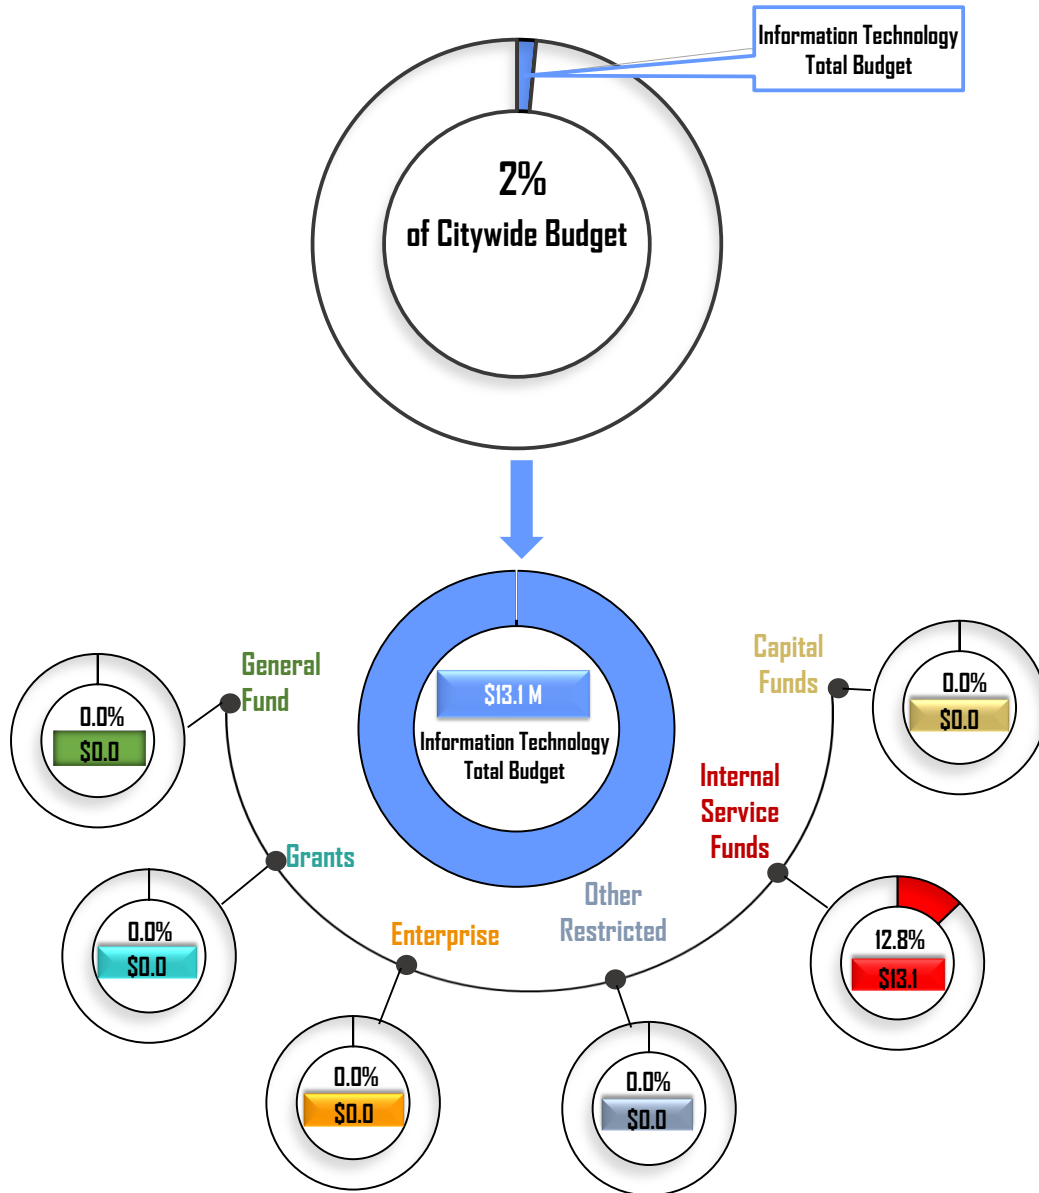 Information Technology
Total Budget
2%
of Citywide Budget
$13.1 M
Information Technology
Total Budget
General
Fund
0.0%
$0.0
Grants
0.0%
$0.0
Enterprise
0.0%
$0.0
Other
Restricted
0.0%
$0.0
Internal
Service
Funds
12.8%
$13.1
Capital
Funds
0.0%
$0.0